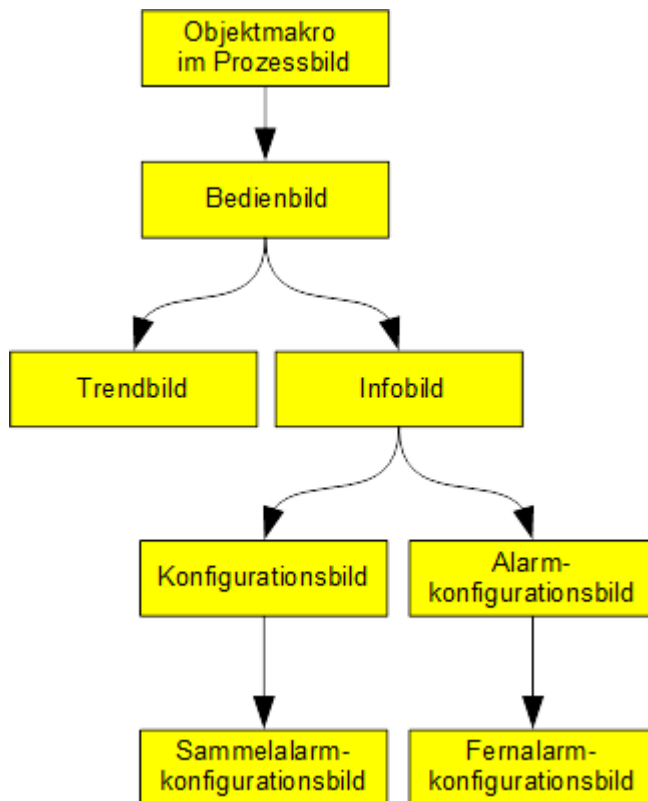 Objektmakro
im Prozessbild
Bedienbild
Trendbild
Infobild
Konfigurationsbild
Alarm-
konfigurationsbild
Sammelalarm-
konfigurationsbild
Fernalarm-
konfigurationsbild